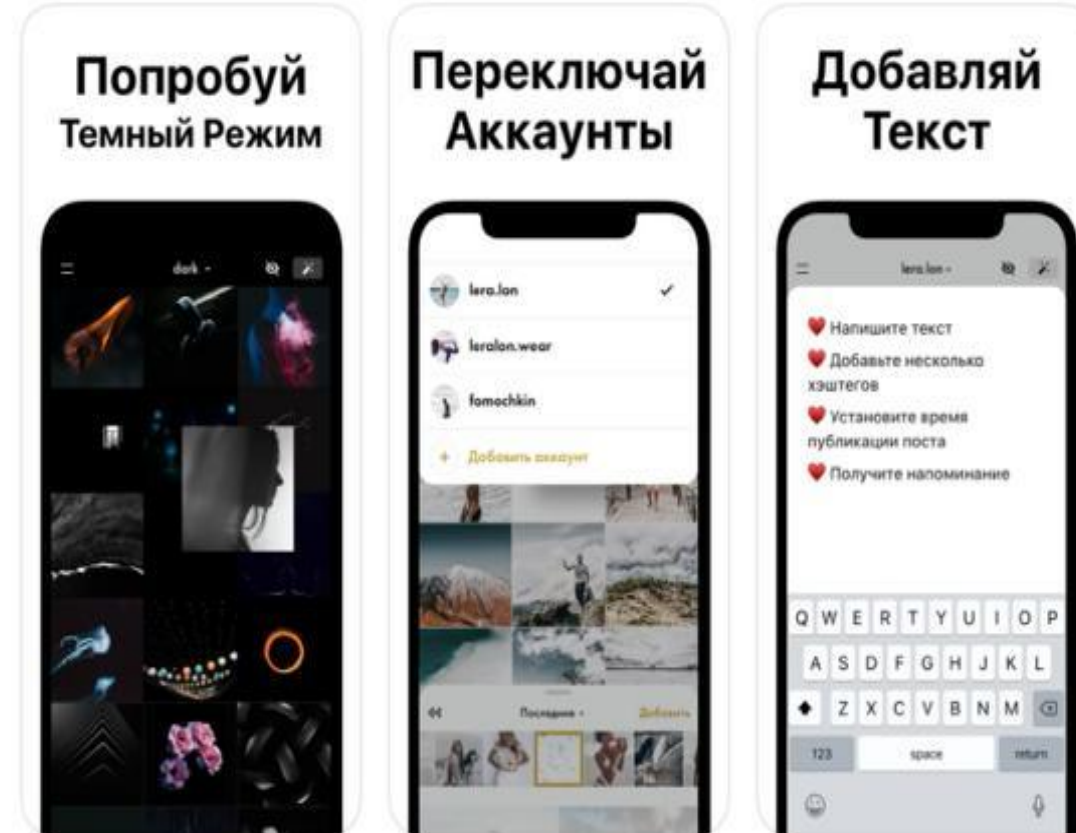 Попробуй
Темный Режим
dark
Переключай
Аккаунты
lera.lon
leralon.wear
fomochkin
+ Добавить аккаунт
Последние
Добавить
Добавляй
Текст
lera.lon
♥ Напишите текст
♥ Добавьте несколько
хэштегов
♥ Установите время
публикации поста
♥ Получите напоминание
Q W E R T Y U I O P
A S D F G H J K L
Z X C V B N M
123 space return